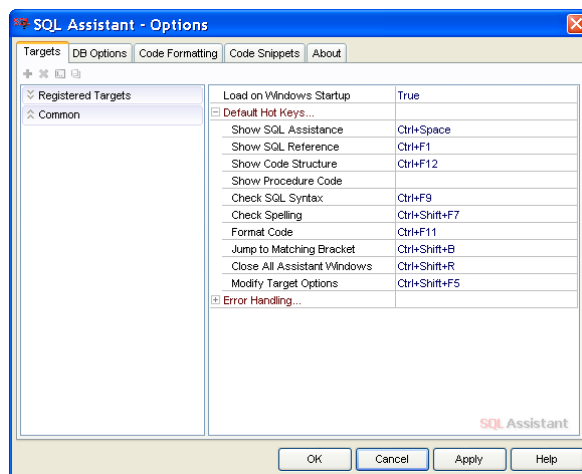 SQL Assistant - Options
Targets DB Options Code Formatting Code Snippets About
Registered Targets
Common
Load on Windows Startup True
Default Hot Keys...
Show SQL Assistance Ctrl+Space
Show SQL Reference Ctrl+F1
Show Code Structure Ctrl+F12
Show Procedure Code
Check SQL Syntax Ctrl+F9
Check Spelling Ctrl+Shift+F7
Format Code Ctrl+F11
Jump to Matching Bracket Ctrl+Shift+B
Close All Assistant Windows Ctrl+Shift+R
Modify Target Options Ctrl+Shift+F5
Error Handling...
SQL Assistant
OK Cancel Apply Help